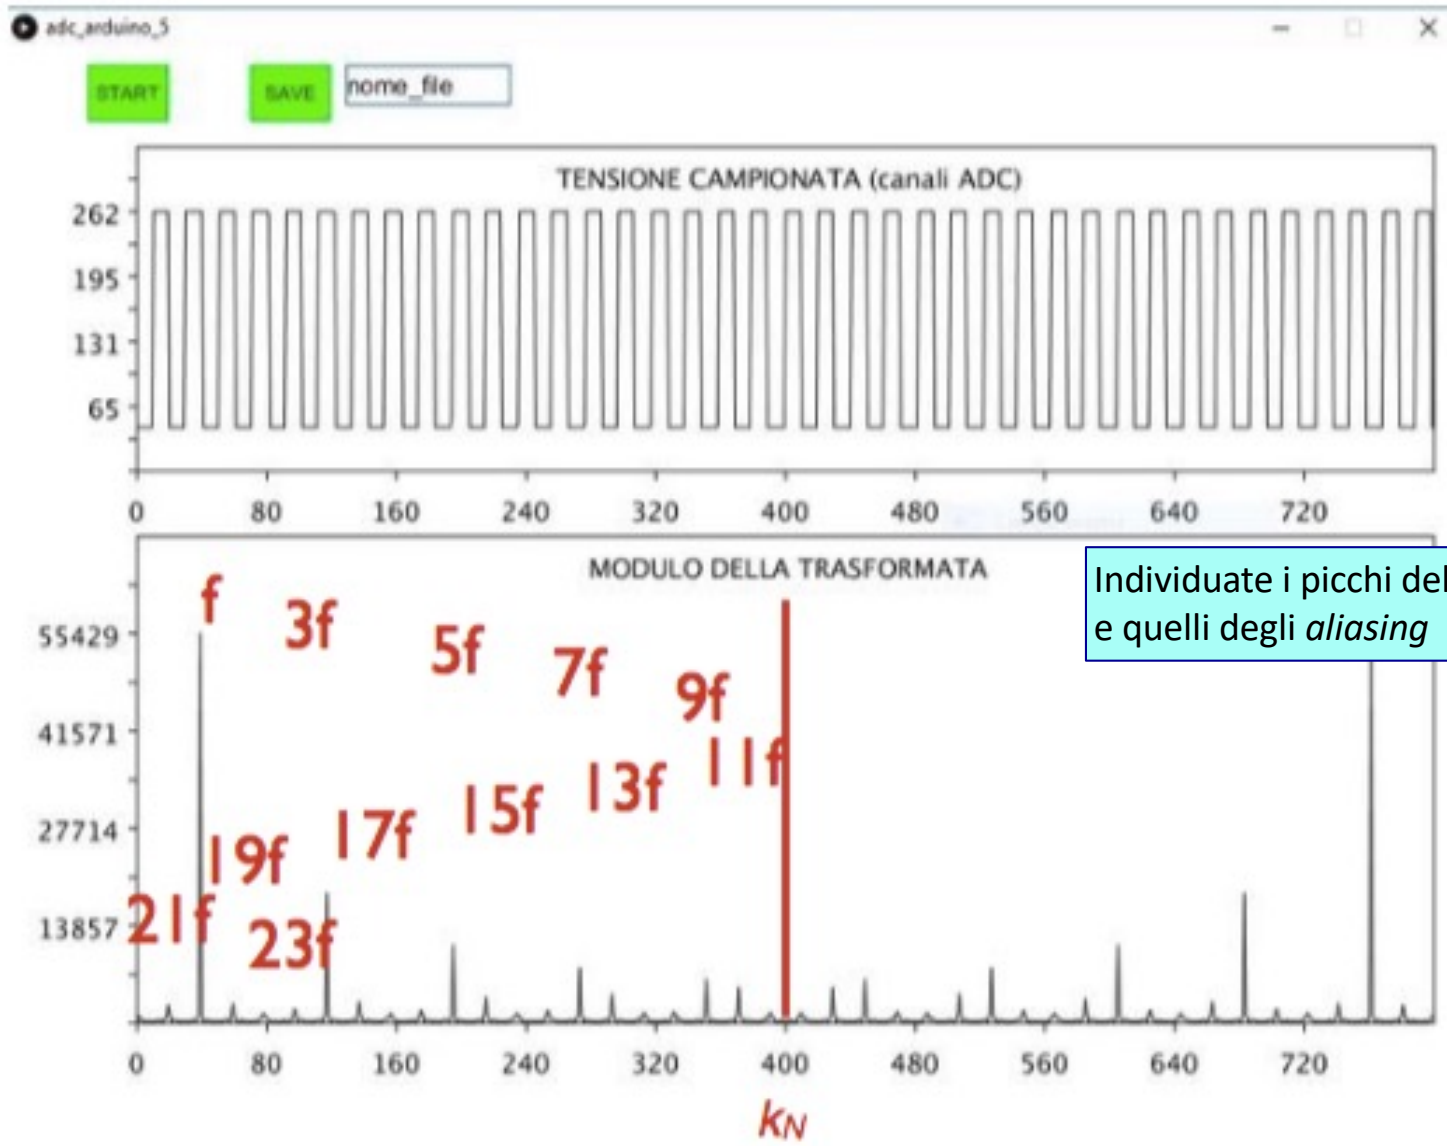 adc_arduino_5
START SAVE nome_file
TENSIONE CAMPIONATA (canali ADC)
262
195
131
65
0 80 160 240 320 400 480 560 640 720
MODULO DELLA TRASFORMATA
Individuate i picchi del
e quelli degli aliasing
f
3f
5f
7f
9f
11f
13f
15f
17f
19f
21f
23f
55429
41571
27714
13857
0 80 160 240 320 400 480 560 640 720
kN